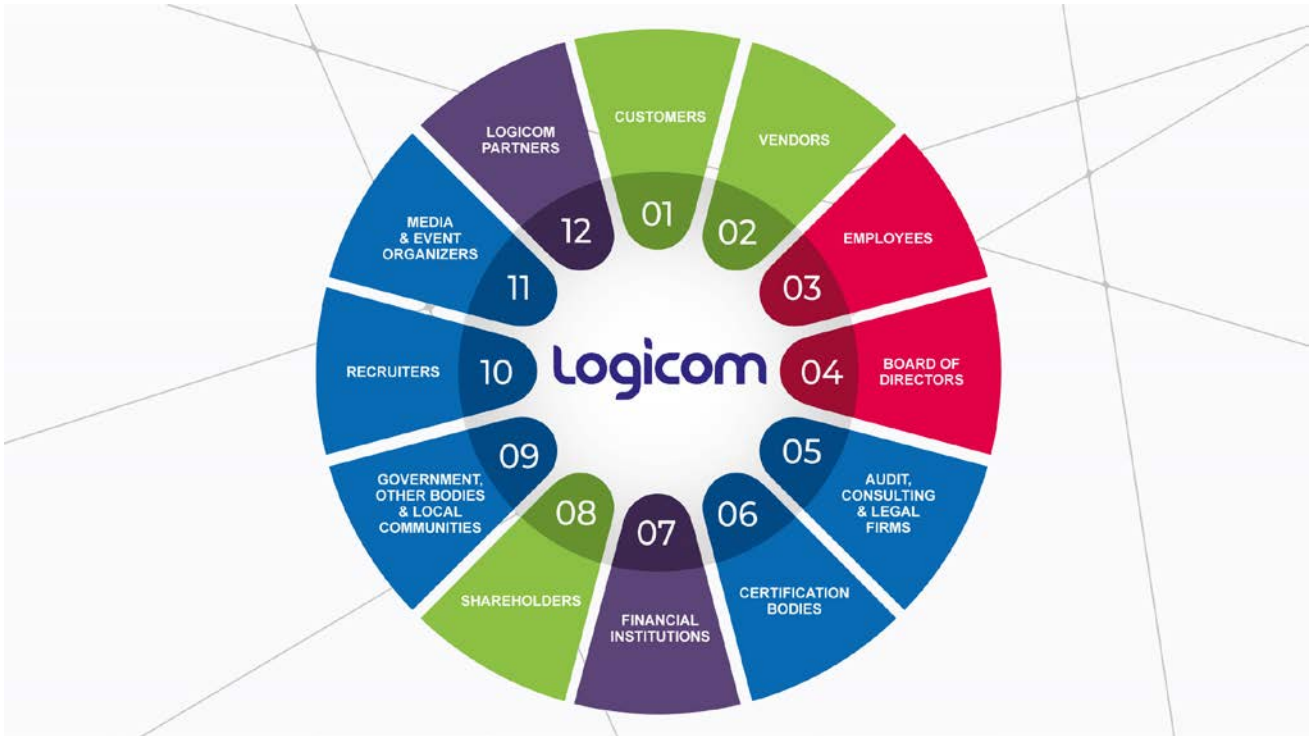 CUSTOMERS
01
VENDORS
02
EMPLOYEES
03
BOARD OF
DIRECTORS
04
AUDIT,
CONSULTING
& LEGAL
FIRMS
05
CERTIFICATION
BODIES
06
FINANCIAL
INSTITUTIONS
07
SHAREHOLDERS
08
GOVERNMENT,
OTHER BODIES
& LOCAL
COMMUNITIES
09
RECRUITERS
10
MEDIA
& EVENT
ORGANIZERS
11
LOGICOM
PARTNERS
12
Logicom